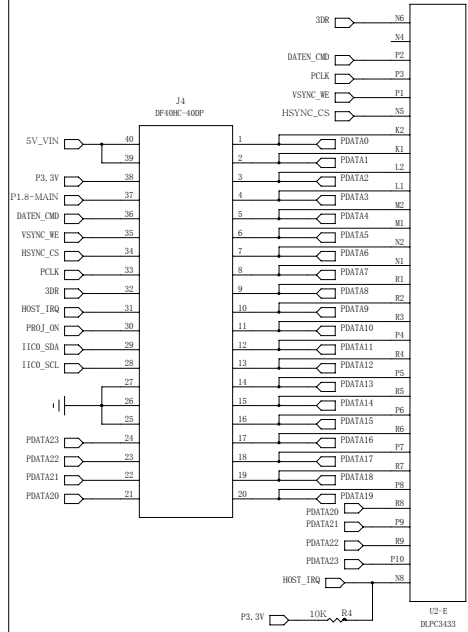 3DR N6
N4
DATEN_CMD P2
PCLK P3
VSYNC_WE P1
HSYNC_CS N5
J4
DF40HC-40DP
K2
5V_VIN 40 1 PDATA0
K1
39 2 PDATA1
L2
P3.3V 38 3 PDATA2
L1
P1.8-MAIN 37 4 PDATA3
M2
DATEN_CMD 36 5 PDATA4
M1
VSYNC_WE 35 6 PDATA5
N2
HSYNC_CS 34 7 PDATA6
N1
PCLK 33 8 PDATA7
R1
3DR 32 9 PDATA8
R2
HOST_IRQ 31 10 PDATA9
R3
PROJ_ON 30 11 PDATA10
P4
IIC0_SDA 29 12 PDATA11
R4
IIC0_SCL 28 13 PDATA12
P5
27 14 PDATA13
R5
26 15 PDATA14
P6
25 16 PDATA15
R6
PDATA23 24 17 PDATA16
P7
PDATA22 23 18 PDATA17
R7
PDATA21 22 19 PDATA18
P8
PDATA20 21 20 PDATA19
PDATA20 R8
PDATA21 P9
PDATA22 R9
PDATA23 P10
HOST_IRQ N8
P3.3V 10K R4
U2-E
DLPC3433